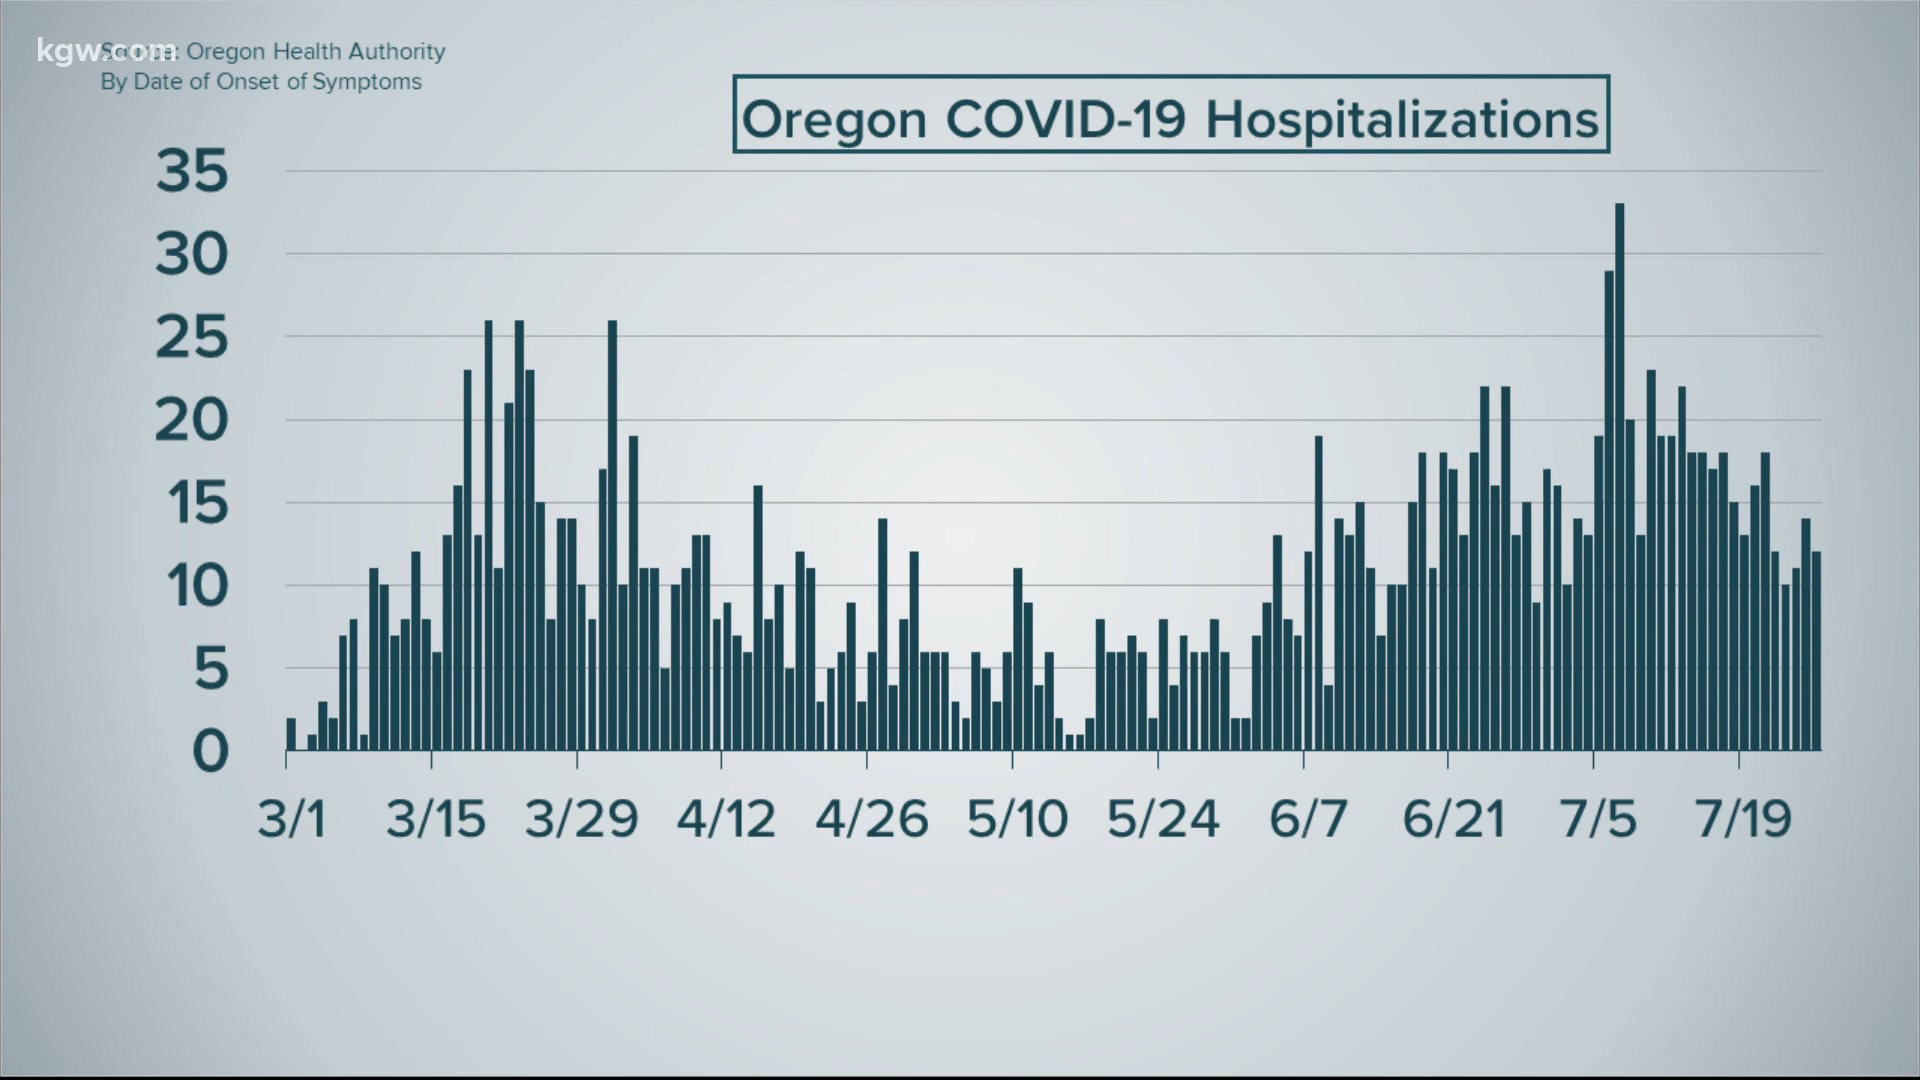 kgw.com
Source: Oregon Health Authority
By Date of Onset of Symptoms
Oregon COVID-19 Hospitalizations
35
30
25
20
15
10
5
0
3/1 3/15 3/29 4/12 4/26 5/10 5/24 6/7 6/21 7/5 7/19